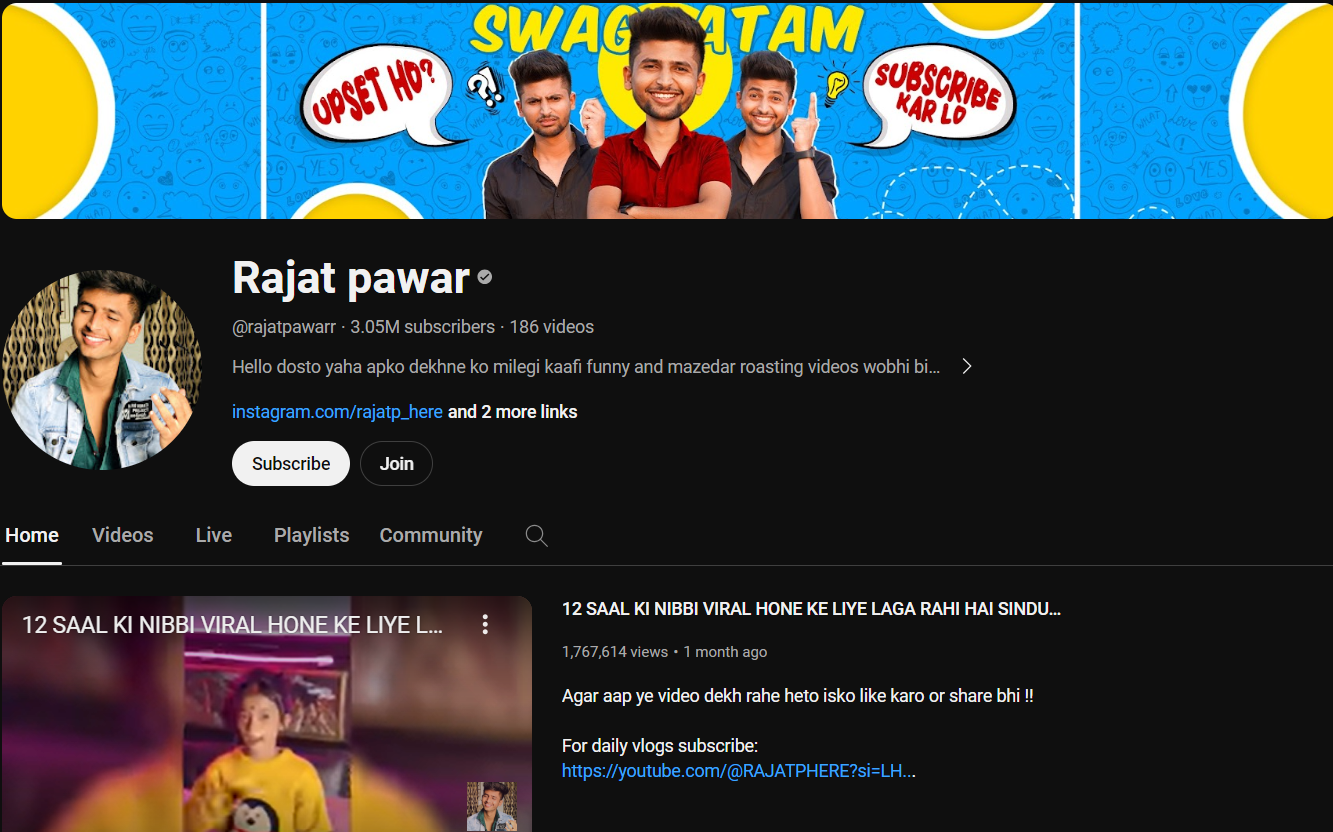 SWAG
ATAM
UPSET HO?
?!
SUBSCRIBE
KAR LO
Rajat pawar
@rajatpawarr · 3.05M subscribers · 186 videos
Hello dosto yaha apko dekhne ko milegi kaafi funny and mazedar roasting videos wobhi bi...
instagram.com/rajatp_here and 2 more links
Subscribe
Join
Home Videos Live Playlists Community
12 SAAL KI NIBBI VIRAL HONE KE LIYE L...
12 SAAL KI NIBBI VIRAL HONE KE LIYE LAGA RAHI HAI SINDU...
1,767,614 views • 1 month ago
Agar aap ye video dekh rahe heto isko like karo or share bhi !!
For daily vlogs subscribe:
https://youtube.com/@RAJATPHERE?si=LH...